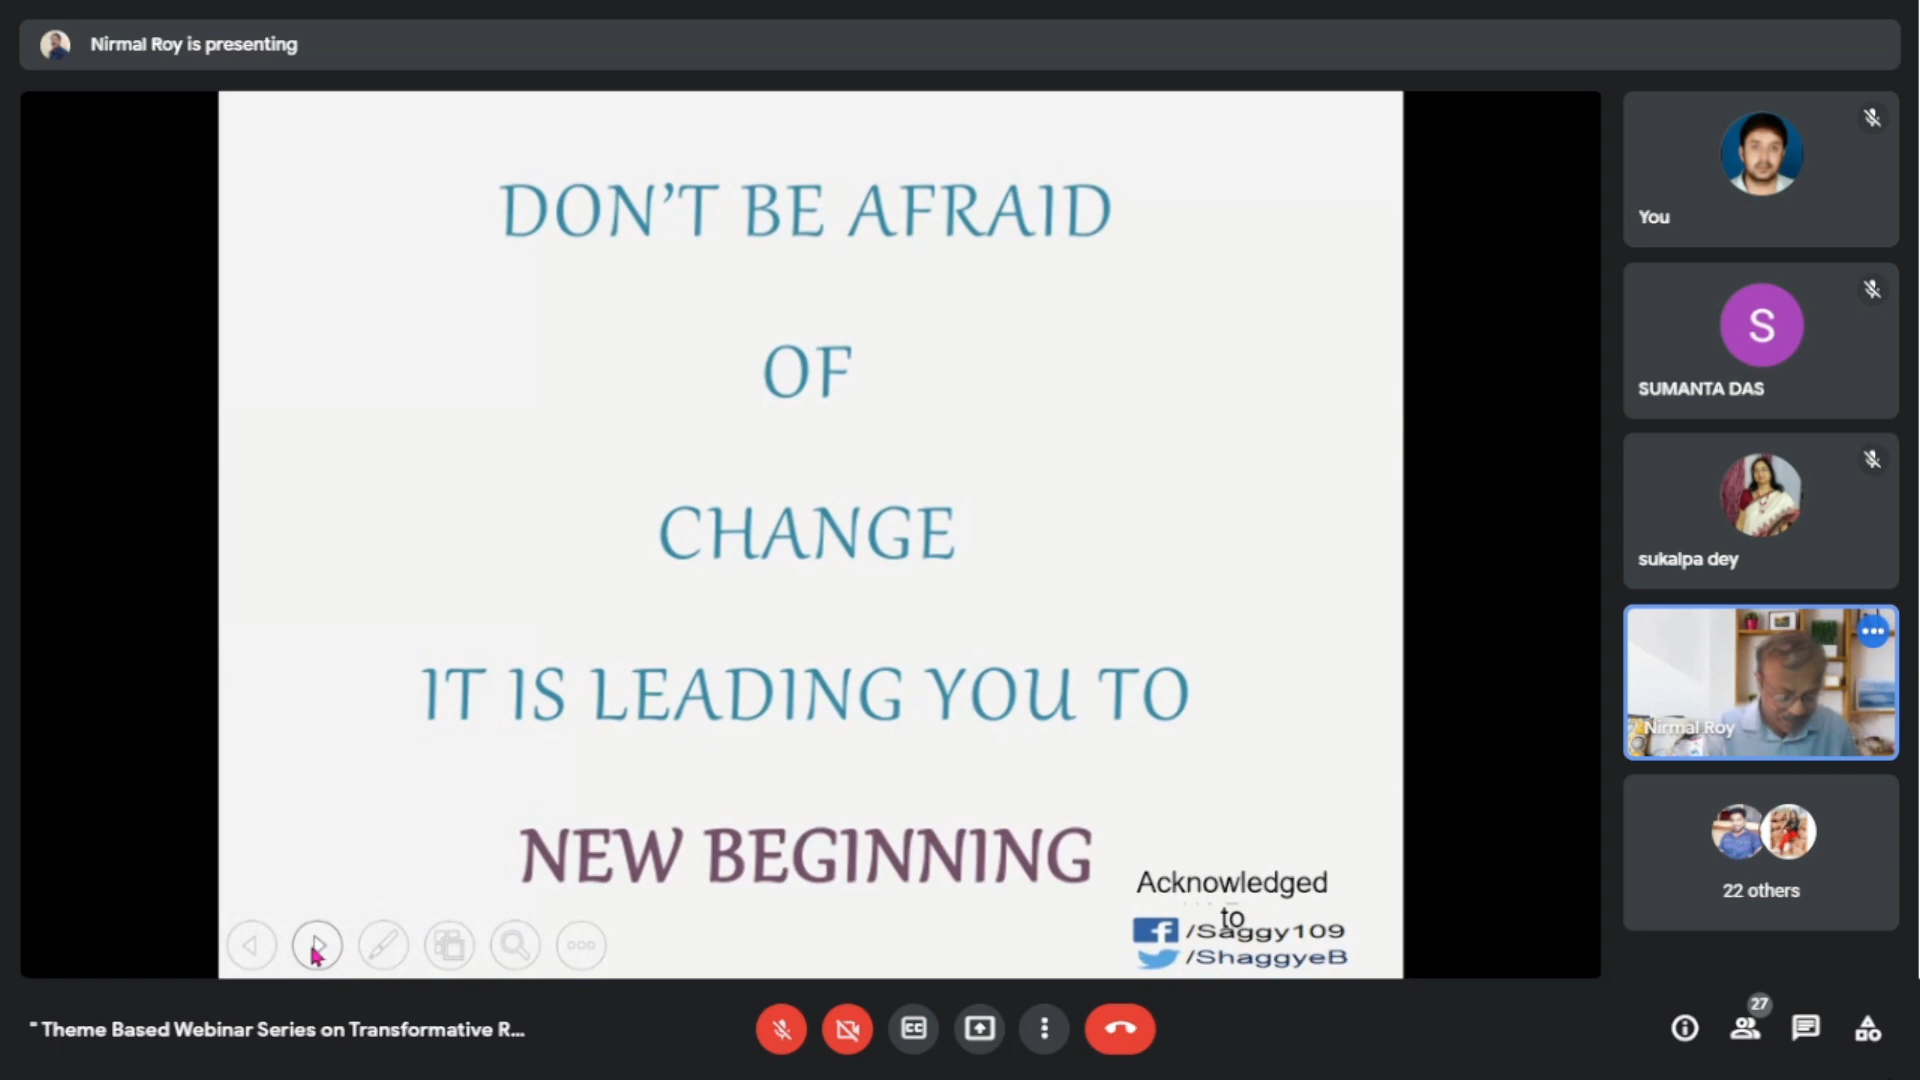 Nirmal Roy is presenting
DON'T BE AFRAID
OF
CHANGE
IT IS LEADING YOU TO
NEW BEGINNING
Acknowledged
to
/Saggy109
/ShaggyeB
You
S
SUMANTA DAS
sukalpa dey
Nirmal Roy
22 others
" Theme Based Webinar Series on Transformative R...
CC
27